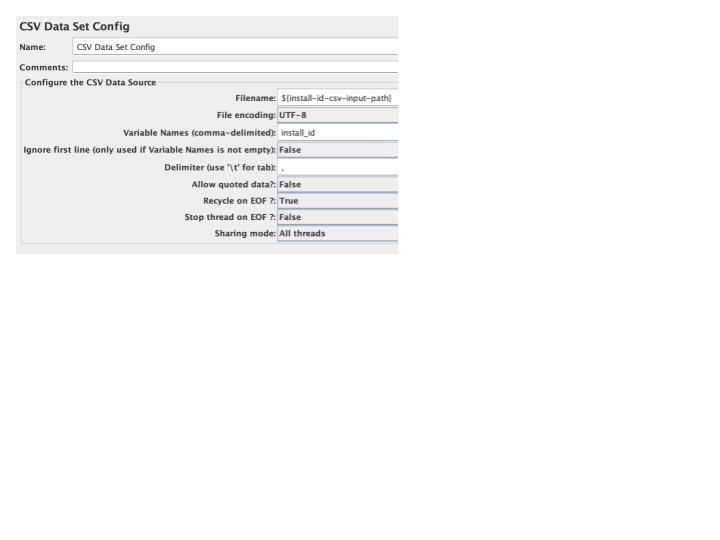 CSV Data Set Config
Name: CSV Data Set Config
Comments:
Configure the CSV Data Source
Filename: ${install-id-csv-input-path}
File encoding: UTF-8
Variable Names (comma-delimited): install_id
Ignore first line (only used if Variable Names is not empty): False
Delimiter (use '\t' for tab): ,
Allow quoted data?: False
Recycle on EOF ?: True
Stop thread on EOF ?: False
Sharing mode: All threads